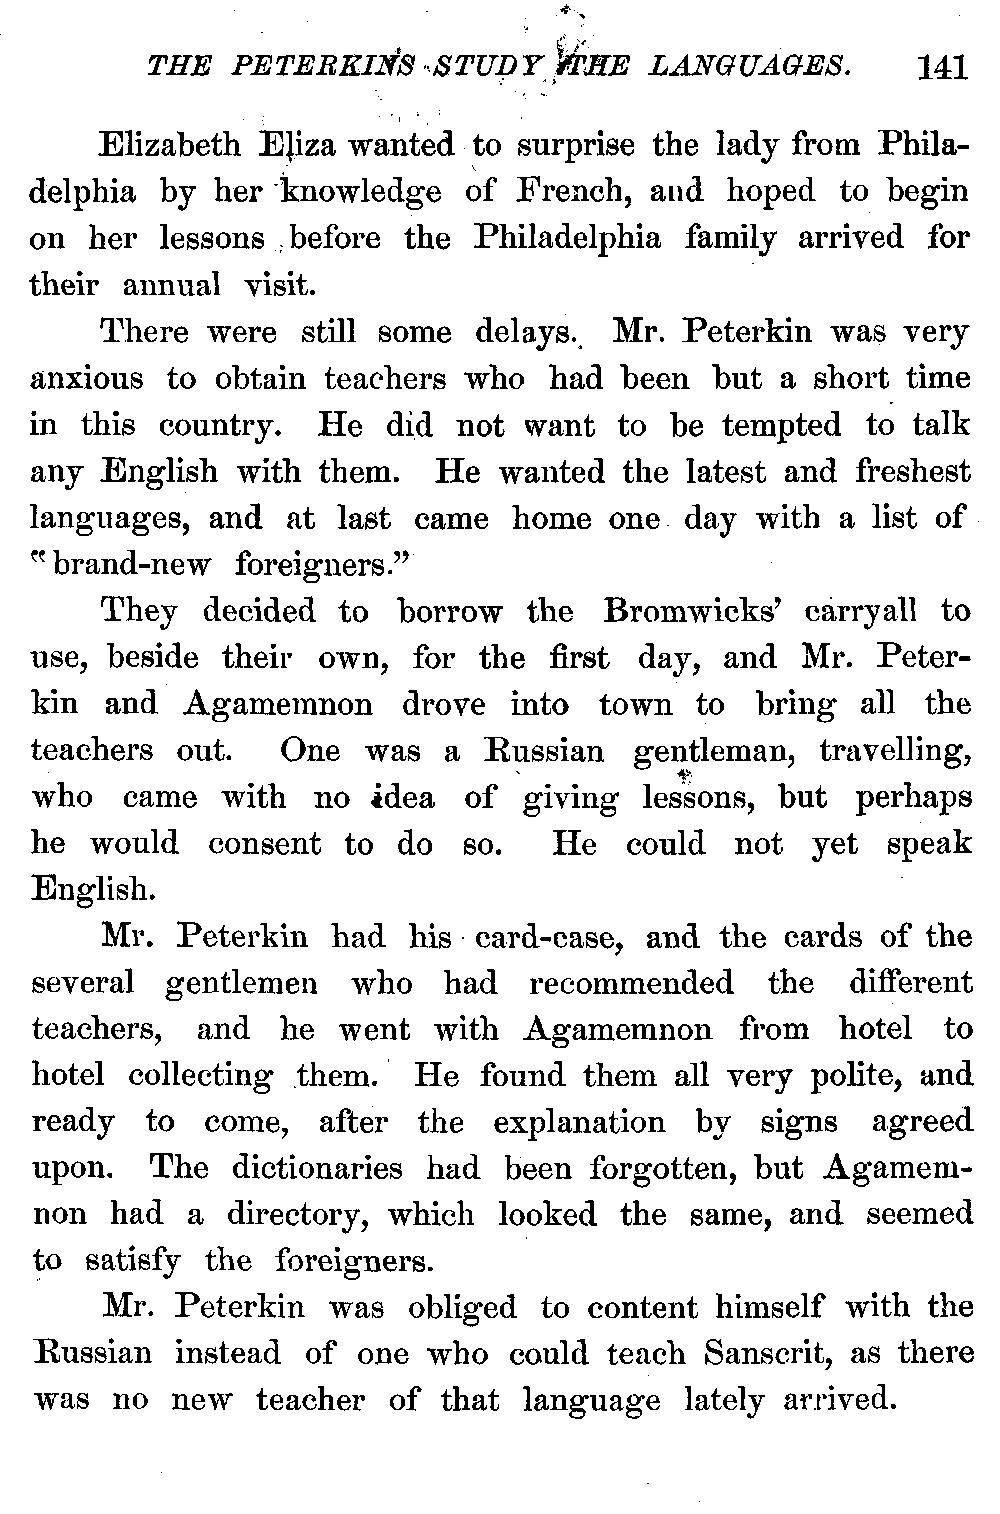 THE PETERKINS STUDY THE LANGUAGES. 141
Elizabeth Eliza wanted to surprise the lady from Phila-
delphia by her knowledge of French, and hoped to begin
on her lessons before the Philadelphia family arrived for
their annual visit.
There were still some delays. Mr. Peterkin was very
anxious to obtain teachers who had been but a short time
in this country. He did not want to be tempted to talk
any English with them. He wanted the latest and freshest
languages, and at last came home one day with a list of
"brand-new foreigners."
They decided to borrow the Bromwicks' carryall to
use, beside their own, for the first day, and Mr. Peter-
kin and Agamemnon drove into town to bring all the
teachers out. One was a Russian gentleman, travelling,
who came with no idea of giving lessons, but perhaps
he would consent to do so. He could not yet speak
English.
Mr. Peterkin had his card-case, and the cards of the
several gentlemen who had recommended the different
teachers, and he went with Agamemnon from hotel to
hotel collecting them. He found them all very polite, and
ready to come, after the explanation by signs agreed
upon. The dictionaries had been forgotten, but Agamem-
non had a directory, which looked the same, and seemed
to satisfy the foreigners.
Mr. Peterkin was obliged to content himself with the
Russian instead of one who could teach Sanscrit, as there
was no new teacher of that language lately arrived.